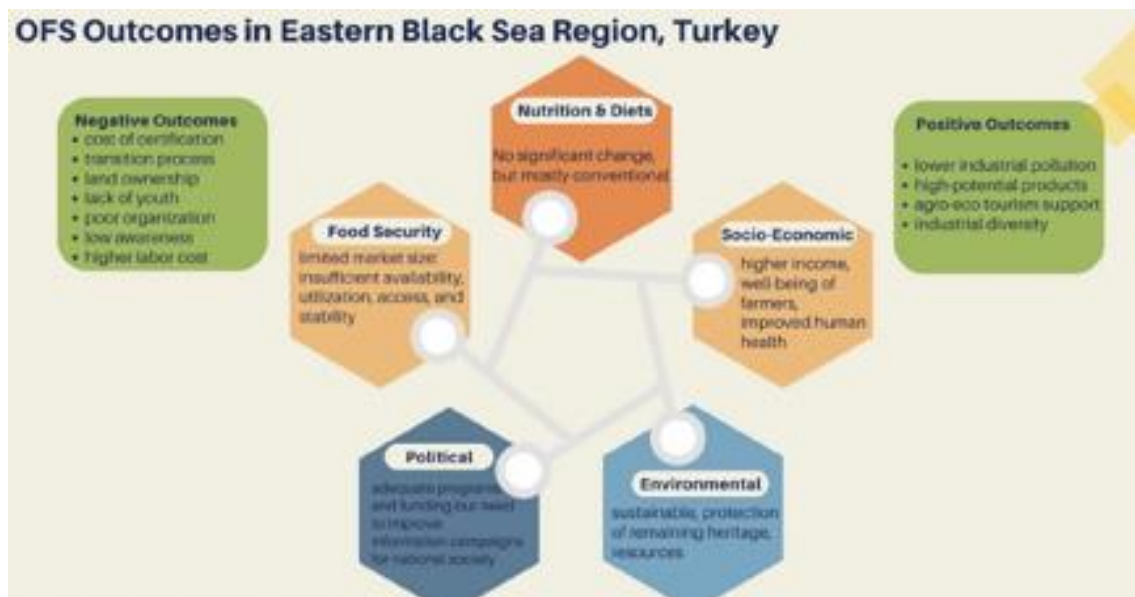 OFS Outcomes in Eastern Black Sea Region, Turkey
Negative Outcomes
• cost of certification
• transition process
• land ownership
• lack of youth
• poor organization
• low awareness
• higher labor cost
Nutrition & Diets
No significant change,
but mostly conventional
Positive Outcomes
• lower industrial pollution
• high-potential products
• agro-eco tourism support
• industrial diversity
Food Security
limited market size:
insufficient availability,
utilization, access, and
stability
Socio-Economic
higher income,
well-being of
farmers,
improved human
health
Political
adequate programs
and funding but need
to improve
information campaigns
for national society
Environmental
sustainable, protection
of remaining heritage,
resources